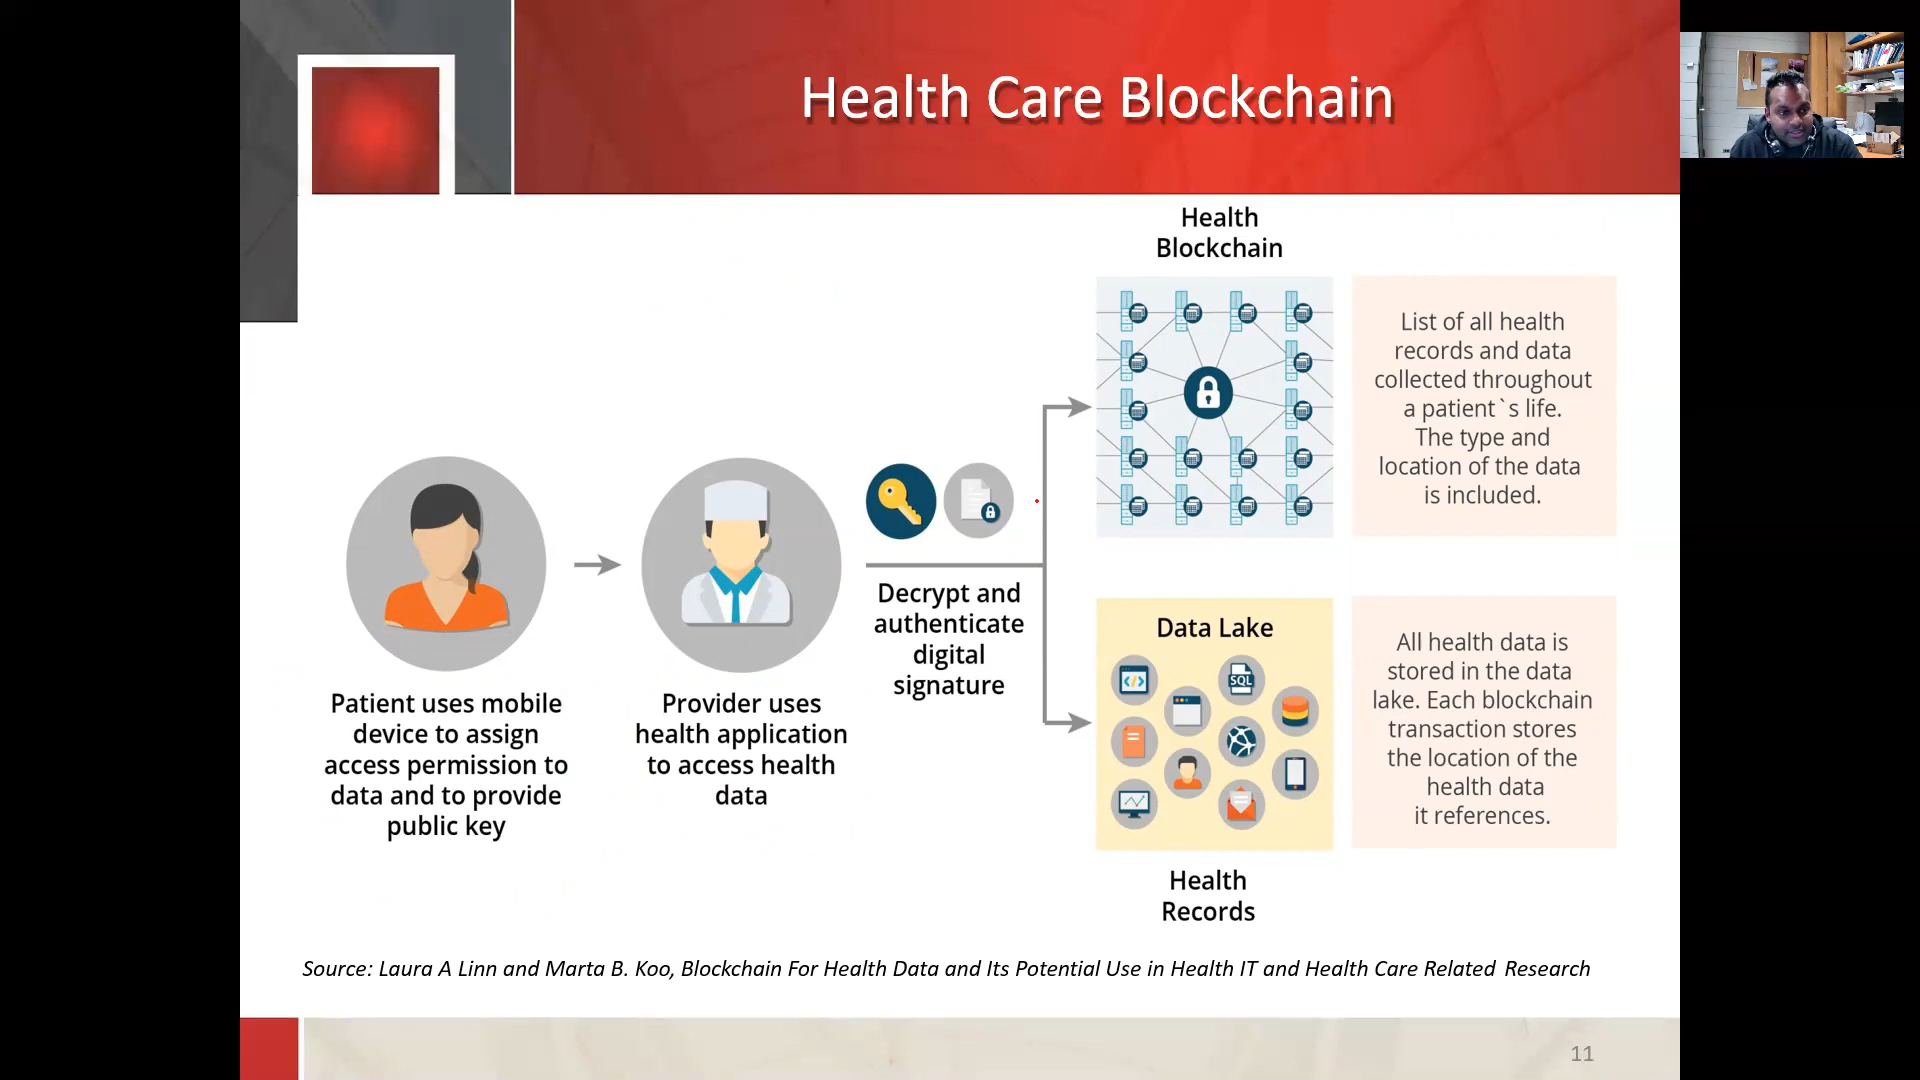 Health Care Blockchain
Health
Blockchain
List of all health
records and data
collected throughout
a patient`s life.
The type and
location of the data
is included.
Patient uses mobile
device to assign
access permission to
data and to provide
public key
Provider uses
health application
to access health
data
Decrypt and
authenticate
digital
signature
Data Lake
SQL
</>
All health data is
stored in the data
lake. Each blockchain
transaction stores
the location of the
health data
it references.
Health
Records
Source: Laura A Linn and Marta B. Koo, Blockchain For Health Data and Its Potential Use in Health IT and Health Care Related Research
11